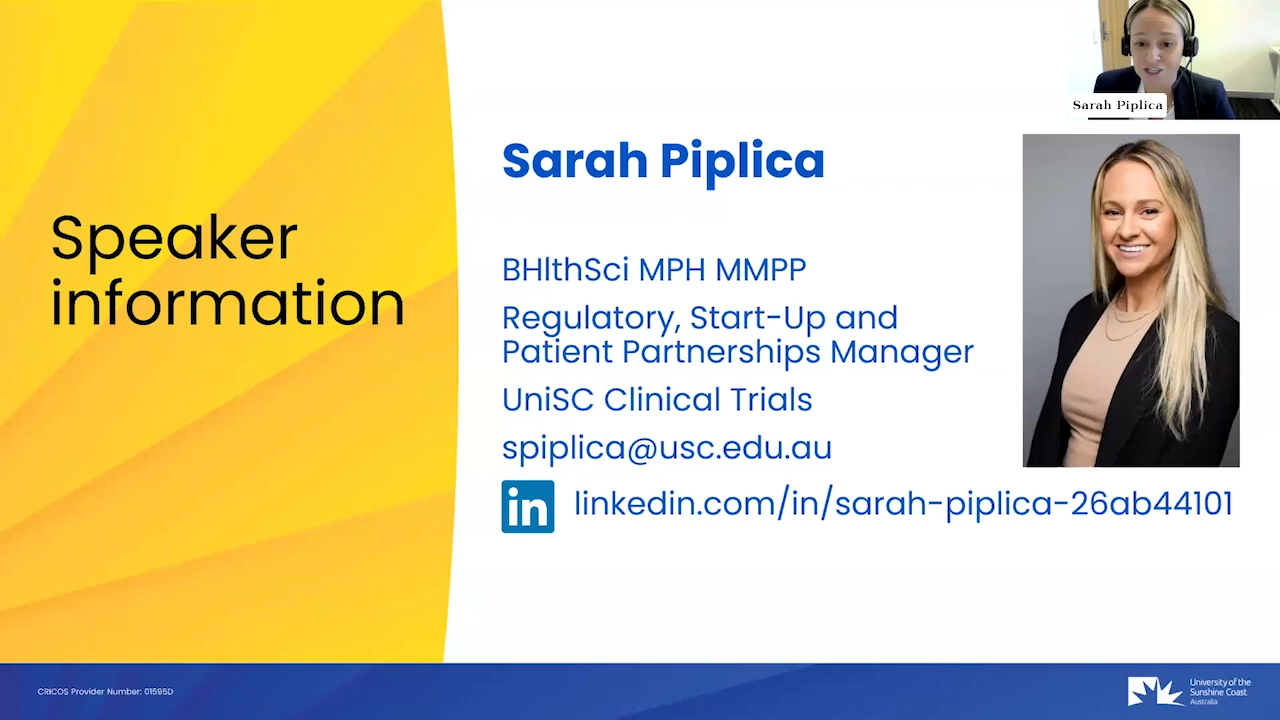 Sarah Piplica
Speaker
information
Sarah Piplica
BHlthSci MPH MMPP
Regulatory, Start-Up and
Patient Partnerships Manager
UniSC Clinical Trials
spiplica@usc.edu.au
in
linkedin.com/in/sarah-piplica-26ab44101
CRICOS Provider Number: 01595D
University of the
Sunshine Coast
Australia